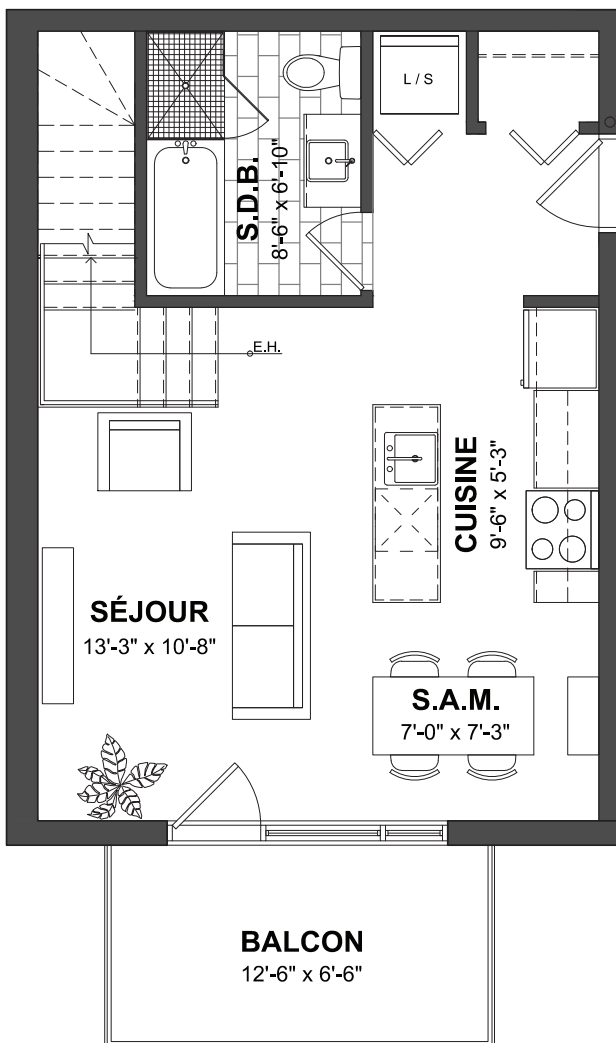 L / S
S.D.B.
8'-6" x 6'-10"
E.H.
CUISINE
9'-6" x 5'-3"
SÉJOUR
13'-3" x 10'-8"
S.A.M.
7'-0" x 7'-3"
BALCON
12'-6" x 6'-6"